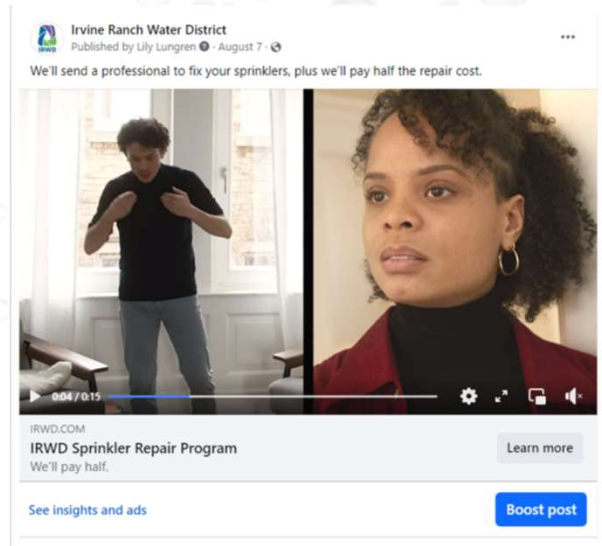 Irvine Ranch Water District
Published by Lily Lungren · August 7 ·
We'll send a professional to fix your sprinklers, plus we'll pay half the repair cost.
0:04 / 0:15
IRWD.COM
IRWD Sprinkler Repair Program
We'll pay half.
Learn more
See insights and ads
Boost post